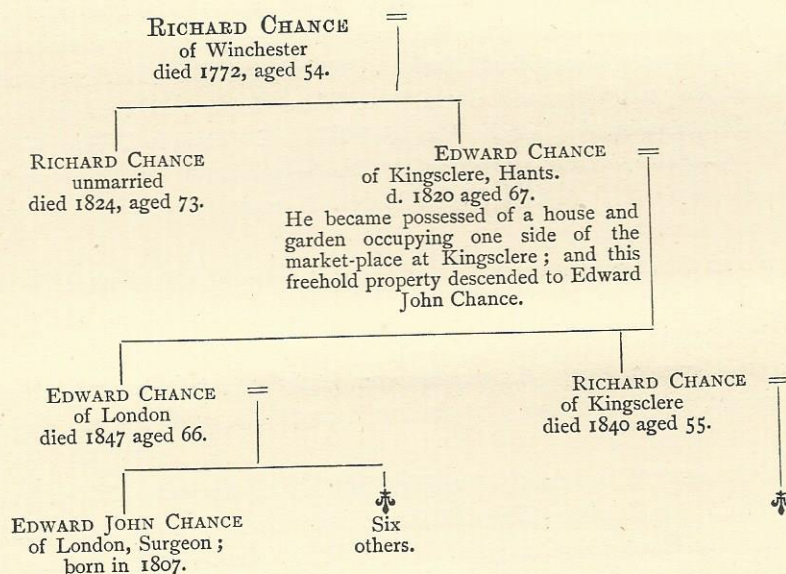 RICHARD CHANCE
of Winchester
died 1772, aged 54.
RICHARD CHANCE
unmarried
died 1824, aged 73.
EDWARD CHANCE
of Kingsclere, Hants.
d. 1820 aged 67.
He became possessed of a house and
garden occupying one side of the
market-place at Kingsclere ; and this
freehold property descended to Edward
John Chance.
EDWARD CHANCE
of London
died 1847 aged 66.
RICHARD CHANCE
of Kingsclere
died 1840 aged 55.
EDWARD JOHN CHANCE
of London, Surgeon ;
born in 1807.
Six
others.